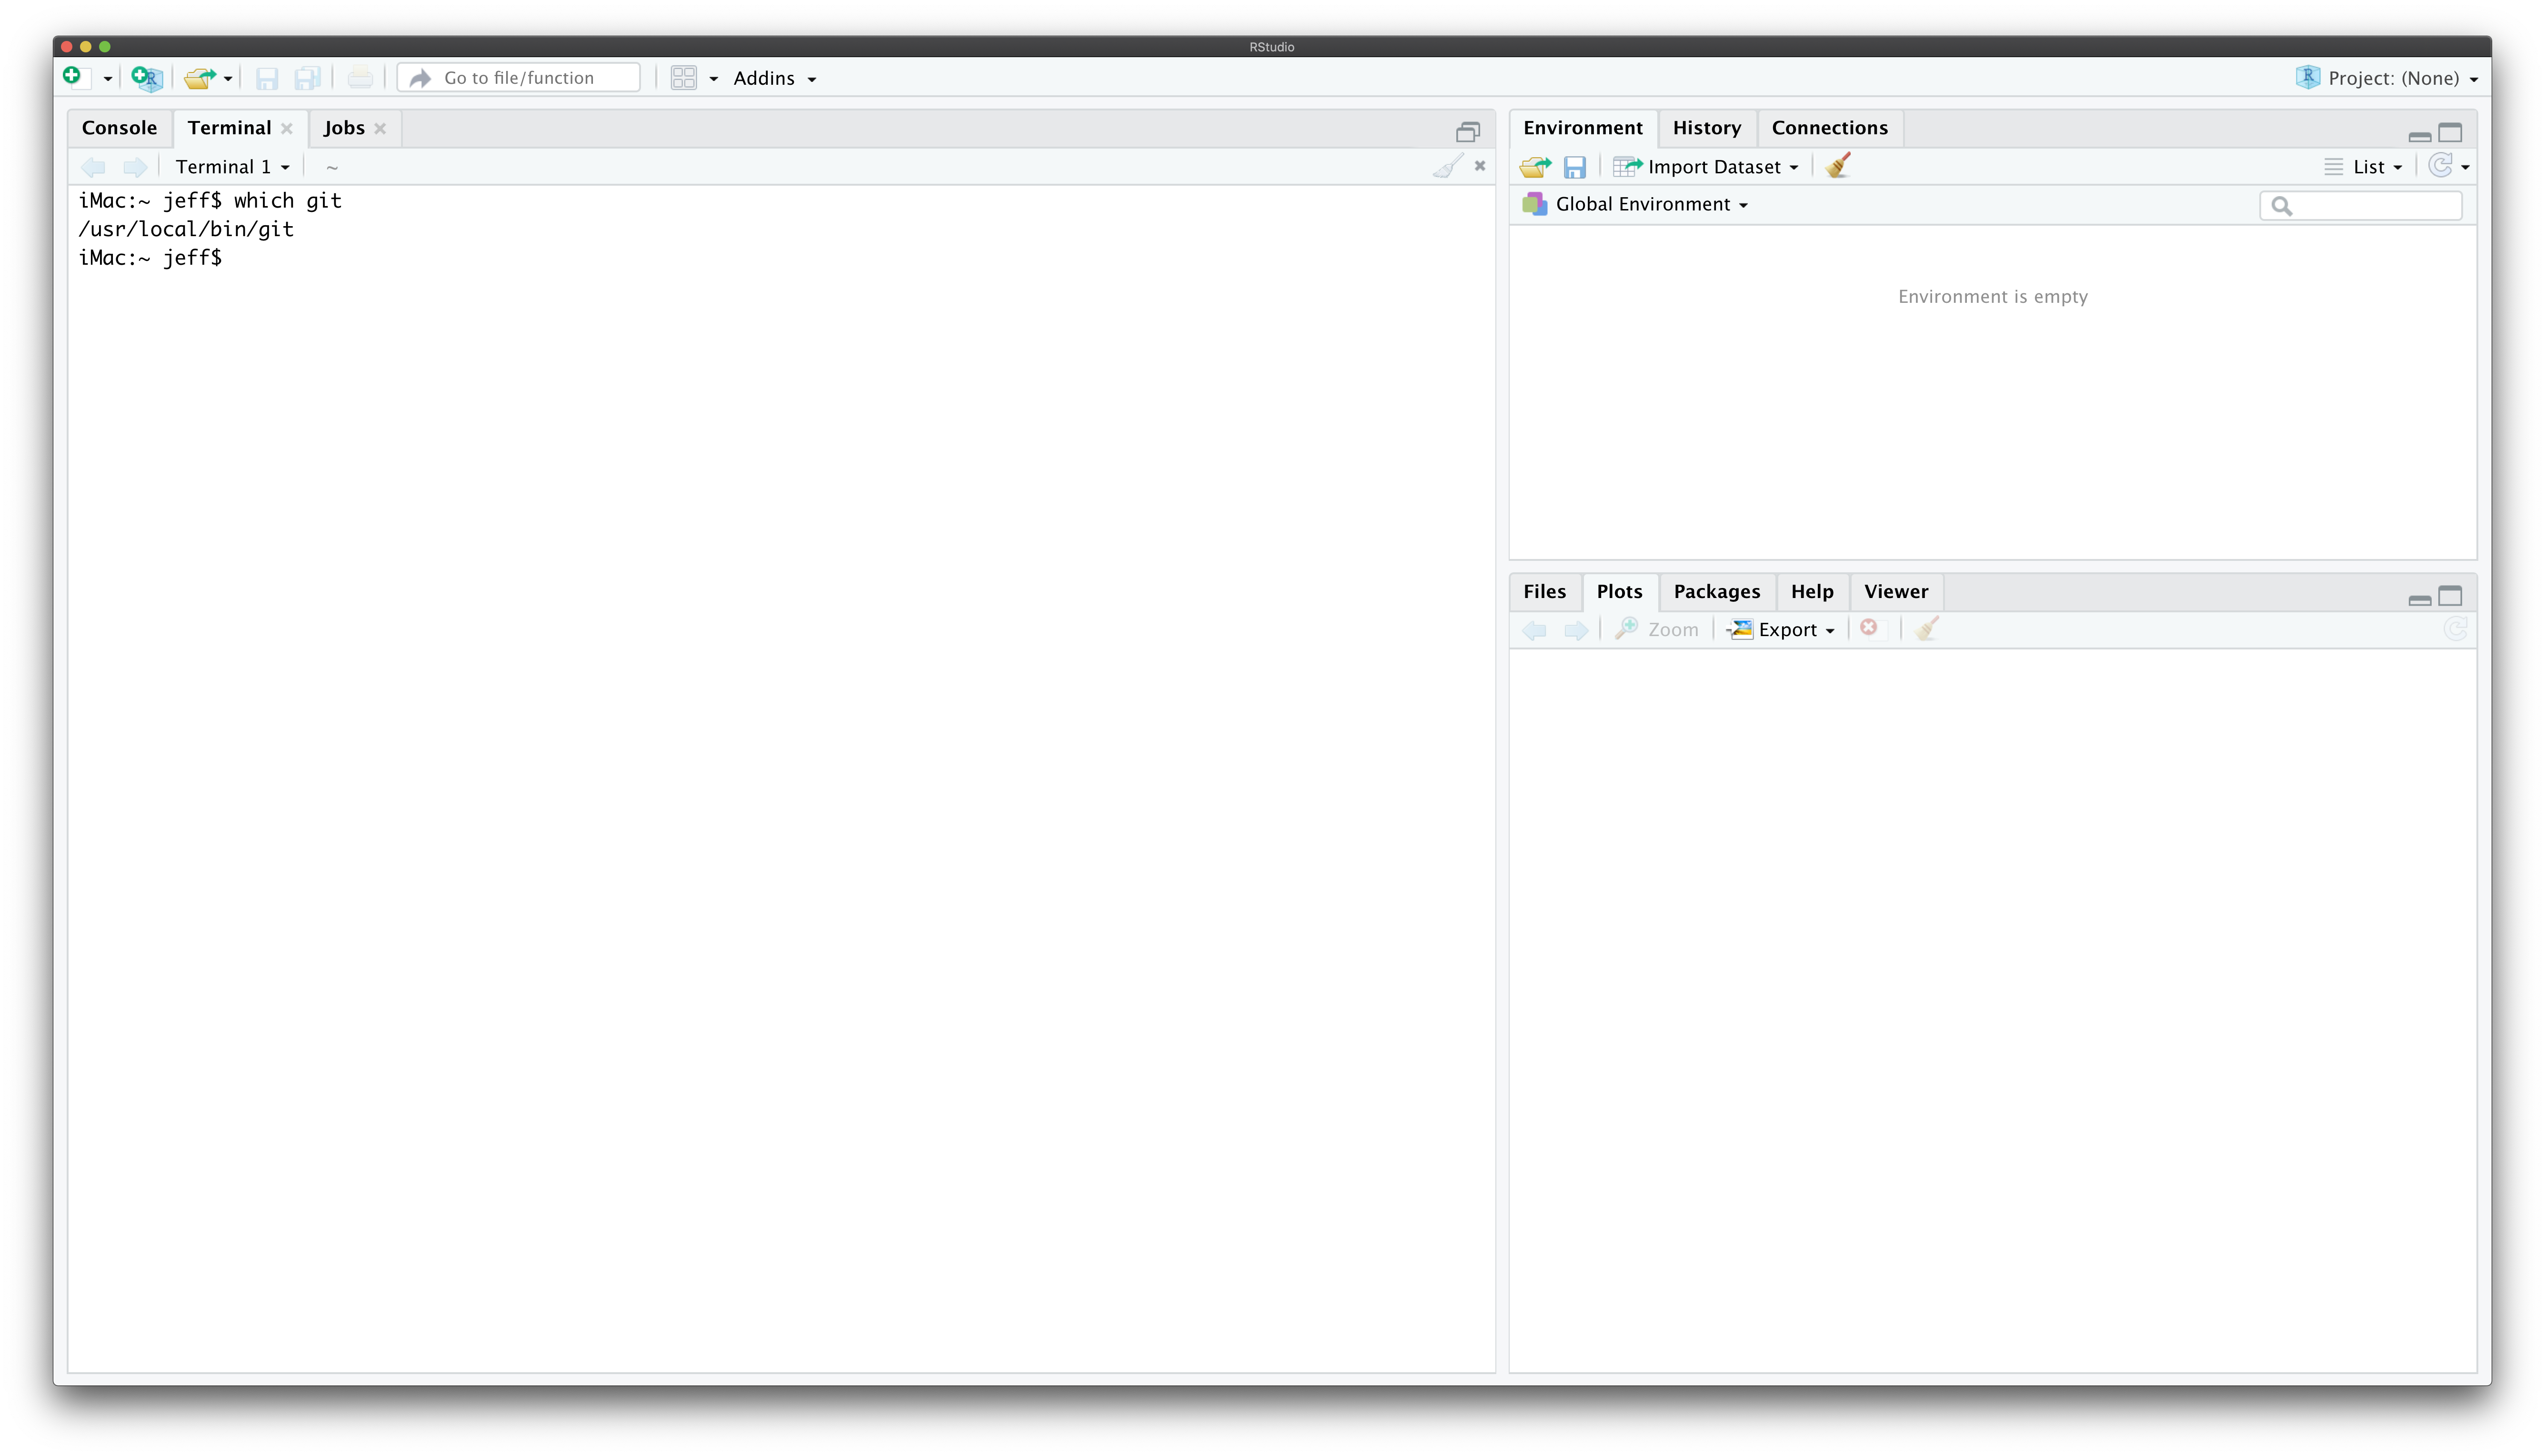 RStudio
Go to file/function
Addins
Project: (None)
Console Terminal Jobs
Terminal 1 ~
iMac:~ jeff$ which git
/usr/local/bin/git
iMac:~ jeff$
Environment History Connections
Import Dataset List
Global Environment
Environment is empty
Files Plots Packages Help Viewer
Zoom Export